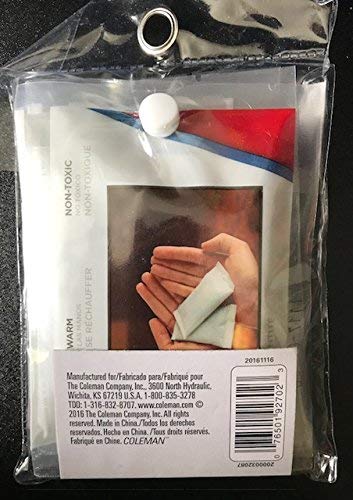 NON-TOXIC
NO TÓXICO
NON-TOXIQUE
WARM
LAS MANOS
SE RÉCHAUFFER
Manufactured for/Fabricado para/Fabriqué pour
The Coleman Company, Inc., 3600 North Hydraulic,
Wichita, KS 67219 U.S.A. 1-800-835-3278
TDD: 1-316-832-8707. www.coleman.com ©
2016 The Coleman Company, Inc. All rights
reserved. Made in China./Todos los derechos
reservados. Hecho en China. /Tous droits réservés.
Fabriqué en Chine. COLEMAN®
20161116
0 76501 92702 3
2000032087